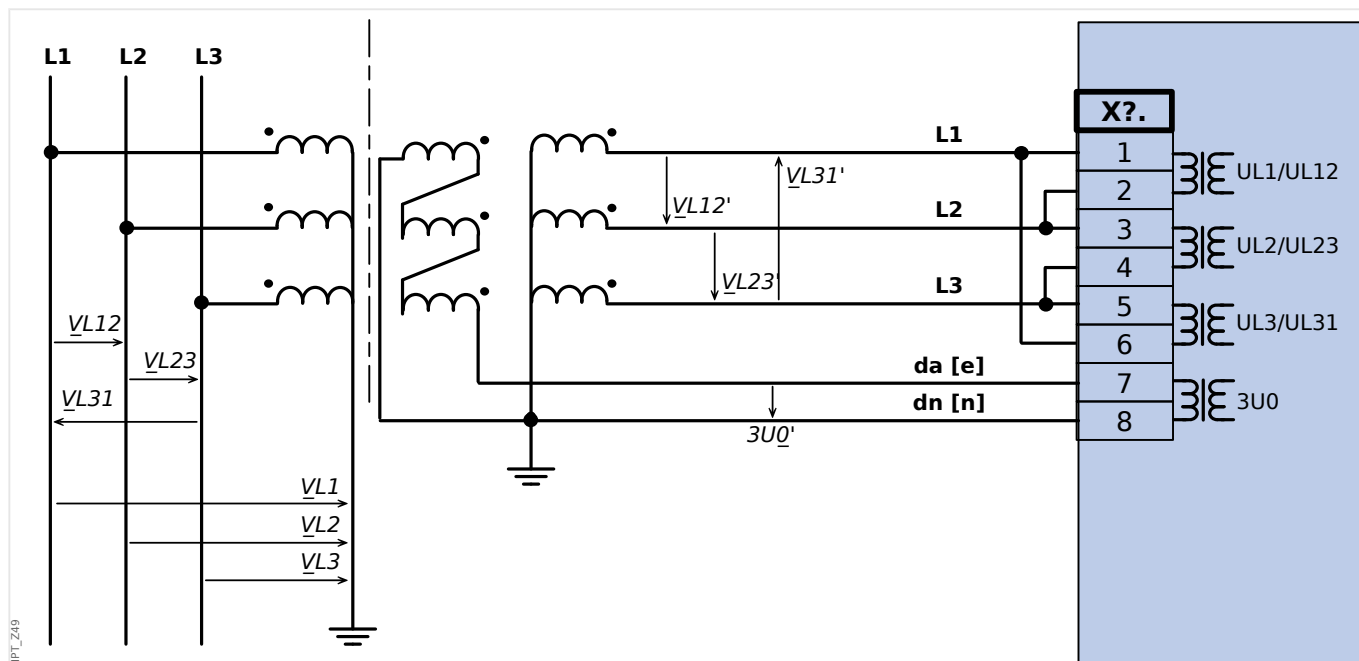 L1 L2 L3
X?.
L1
1
UL1/UL12
VL31'
2
VL12'
L2
3
UL2/UL23
4
VL23'
L3
5
UL3/UL31
6
VL12
VL23
da [e]
7
VL31
dn [n]
8
3U0
3U0'
VL1
VL2
VL3
IPT_Z49